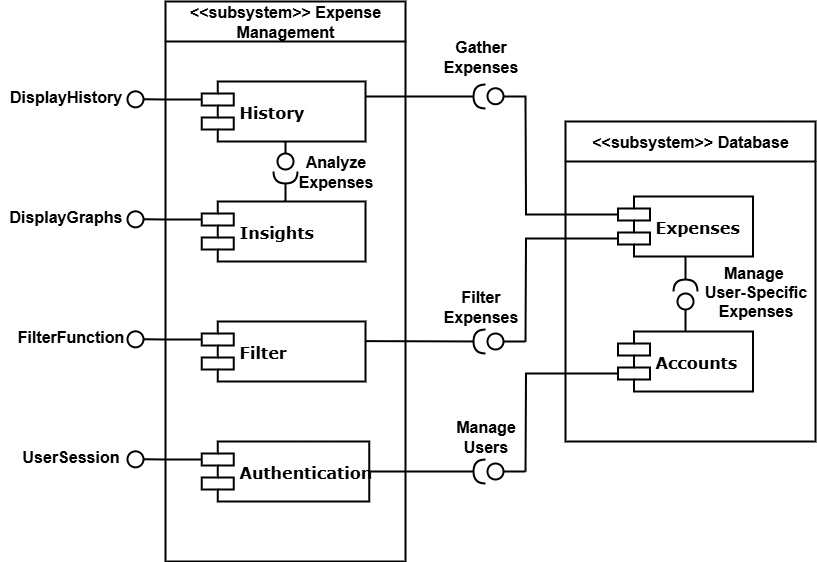 <<subsystem>> Expense
Management
Gather
Expenses
DisplayHistory
History
<<subsystem>> Database
Analyze
Expenses
DisplayGraphs
Insights
Expenses
Manage
User-Specific
Expenses
Filter
Expenses
FilterFunction
Filter
Accounts
Manage
Users
UserSession
Authentication